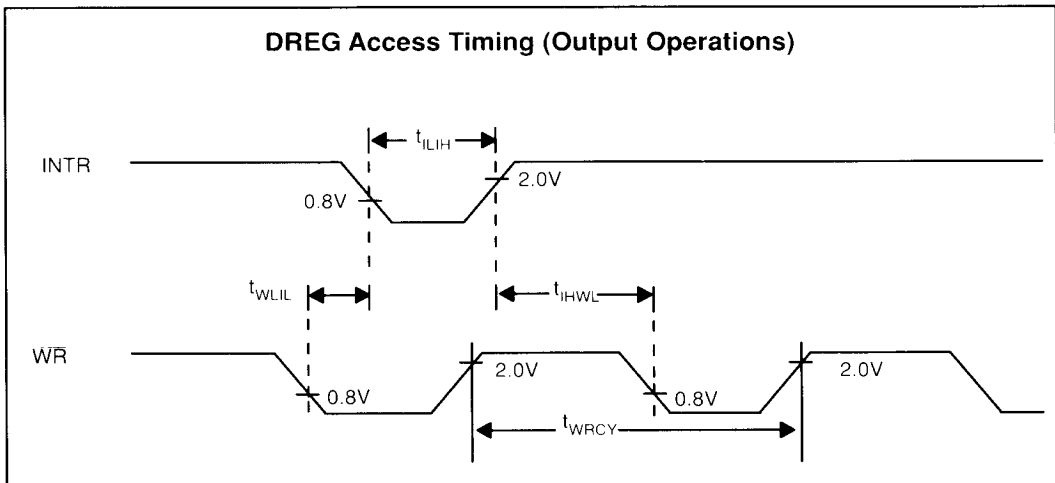 DREG Access Timing (Output Operations)
tILIH
INTR
0.8V
2.0V
tWLIL
tIHWL
W̅R̅
0.8V
2.0V
0.8V
2.0V
tWRCY